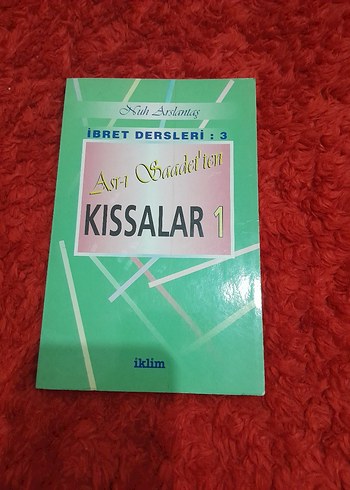 Nuh Arslantaş
İBRET DERSLERİ : 3
Asr-ı Saadet'ten
KISSALAR 1
iklim